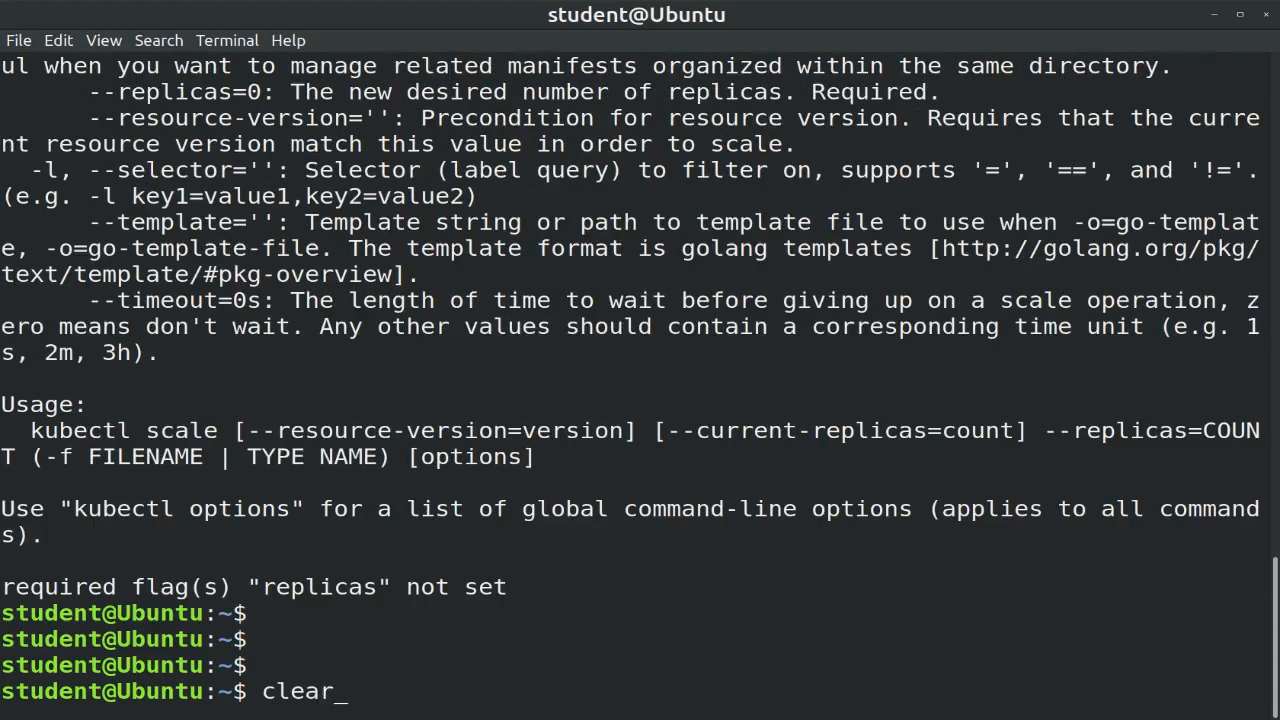 student@Ubuntu
File Edit View Search Terminal Help
ul when you want to manage related manifests organized within the same directory.
--replicas=0: The new desired number of replicas. Required.
--resource-version='': Precondition for resource version. Requires that the curre
nt resource version match this value in order to scale.
-l, --selector='': Selector (label query) to filter on, supports '=', '==', and '!='.
(e.g. -l key1=value1,key2=value2)
--template='': Template string or path to template file to use when -o=go-templat
e, -o=go-template-file. The template format is golang templates [http://golang.org/pkg/
text/template/#pkg-overview].
--timeout=0s: The length of time to wait before giving up on a scale operation, z
ero means don't wait. Any other values should contain a corresponding time unit (e.g. 1
s, 2m, 3h).
Usage:
kubectl scale [--resource-version=version] [--current-replicas=count] --replicas=COUN
T (-f FILENAME | TYPE NAME) [options]
Use "kubectl options" for a list of global command-line options (applies to all command
s).
required flag(s) "replicas" not set
student@Ubuntu:~$
student@Ubuntu:~$
student@Ubuntu:~$
student@Ubuntu:~$ clear_